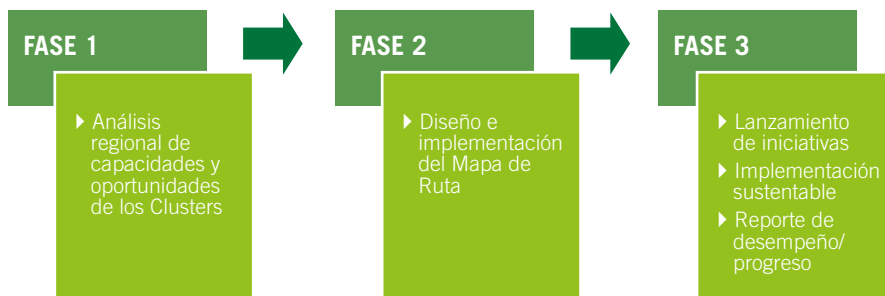 FASE 1
Análisis
regional de
capacidades y
oportunidades
de los Clusters
FASE 2
Diseño e
implementación
del Mapa de
Ruta
FASE 3
Lanzamiento
de iniciativas
Implementación
sustentable
Reporte de
desempeño/
progreso